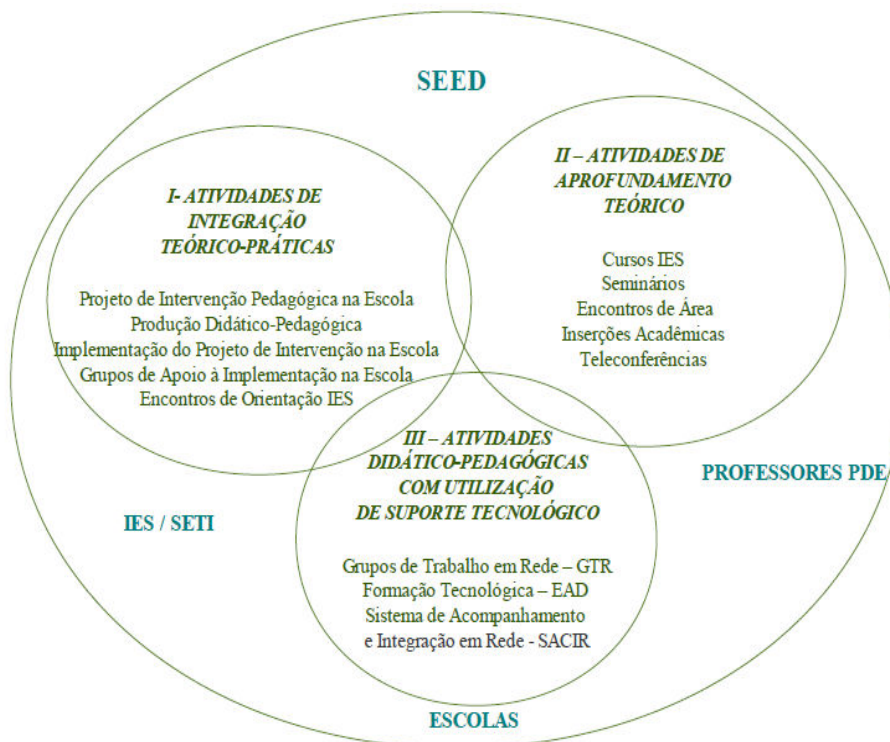 SEED
I- ATIVIDADES DE
INTEGRAÇÃO
TEÓRICO-PRÁTICAS
Projeto de Intervenção Pedagógica na Escola
Produção Didático-Pedagógica
Implementação do Projeto de Intervenção na Escola
Grupos de Apoio à Implementação na Escola
Encontros de Orientação IES
II – ATIVIDADES DE
APROFUNDAMENTO
TEÓRICO
Cursos IES
Seminários
Encontros de Área
Inserções Acadêmicas
Teleconferências
III – ATIVIDADES
DIDÁTICO-PEDAGÓGICAS
COM UTILIZAÇÃO
DE SUPORTE TECNOLÓGICO
Grupos de Trabalho em Rede – GTR
Formação Tecnológica – EAD
Sistema de Acompanhamento
e Integração em Rede - SACIR
IES / SETI
PROFESSORES PDE
ESCOLAS